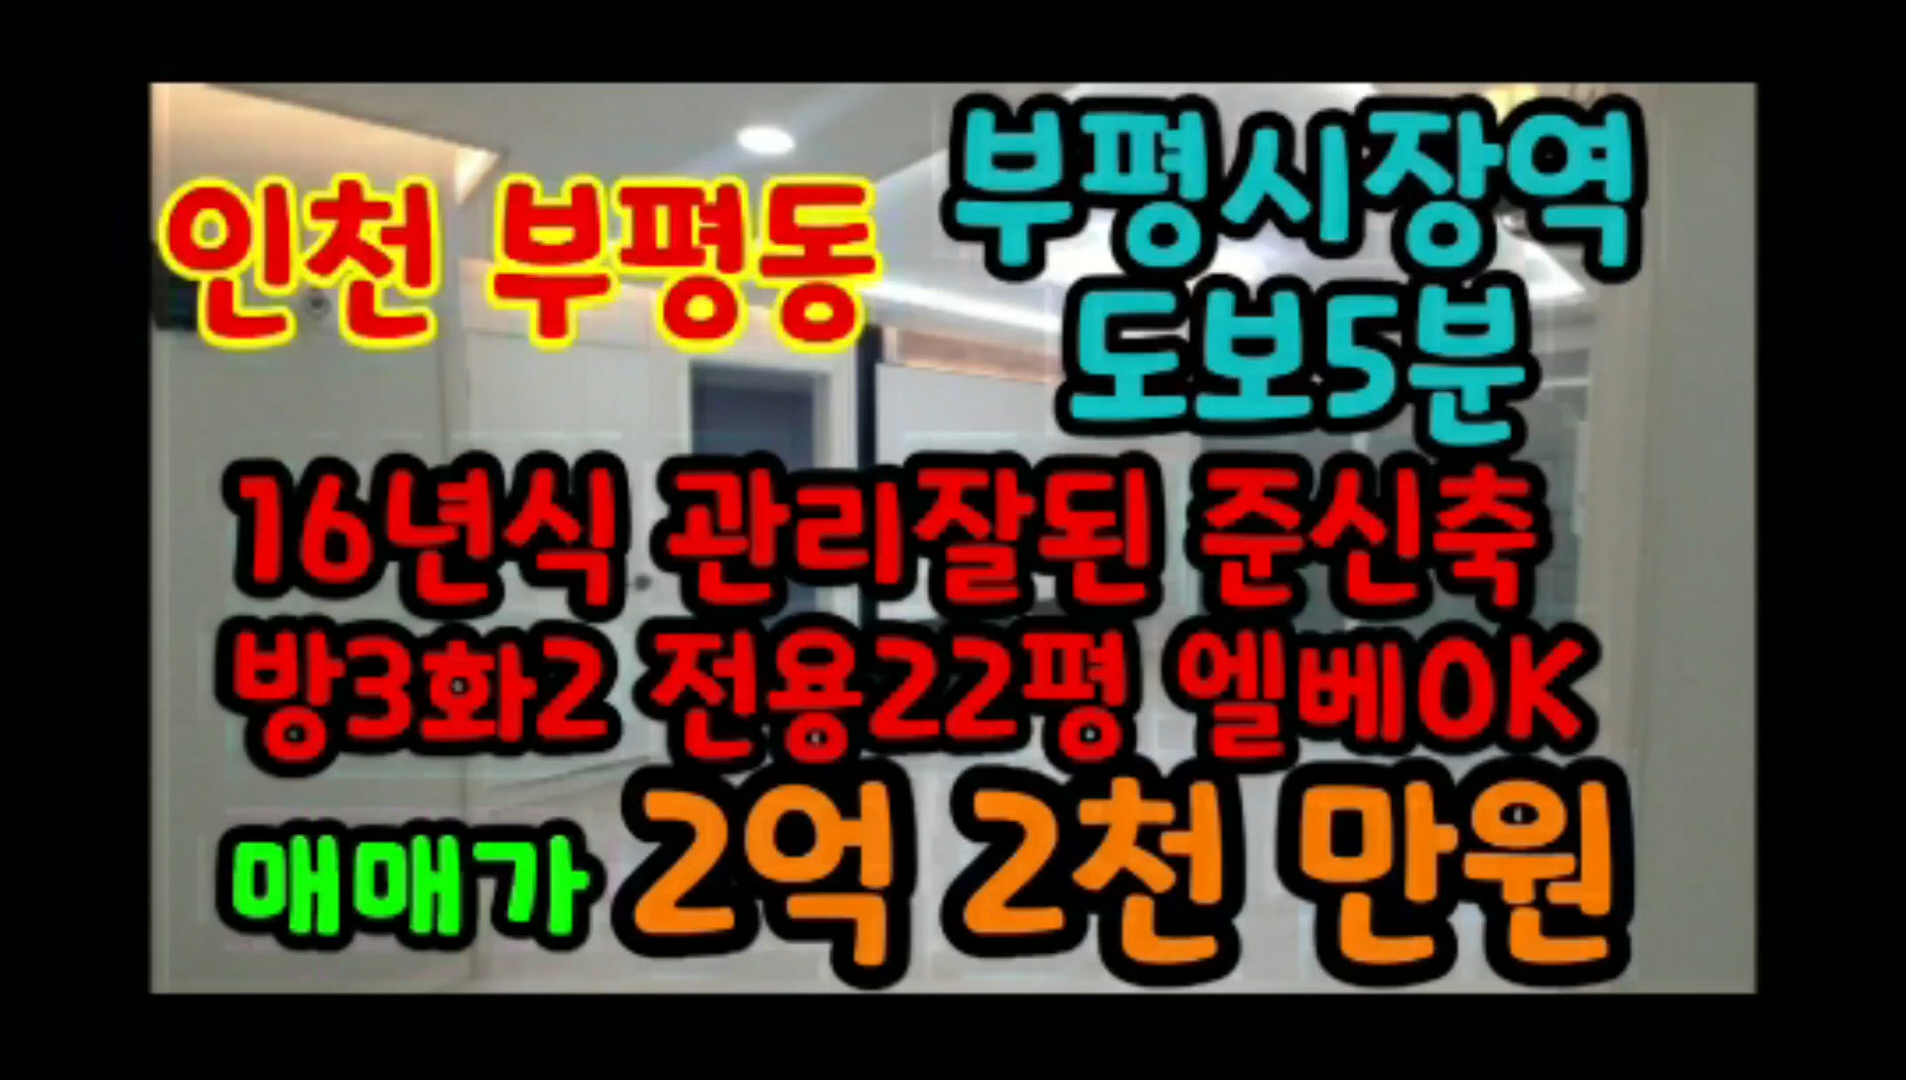 인천 부평동
부평시장역
도보5분
16년식 관리잘된 준신축
방3화2 전용22평 엘베OK
매매가 2억 2천 만원